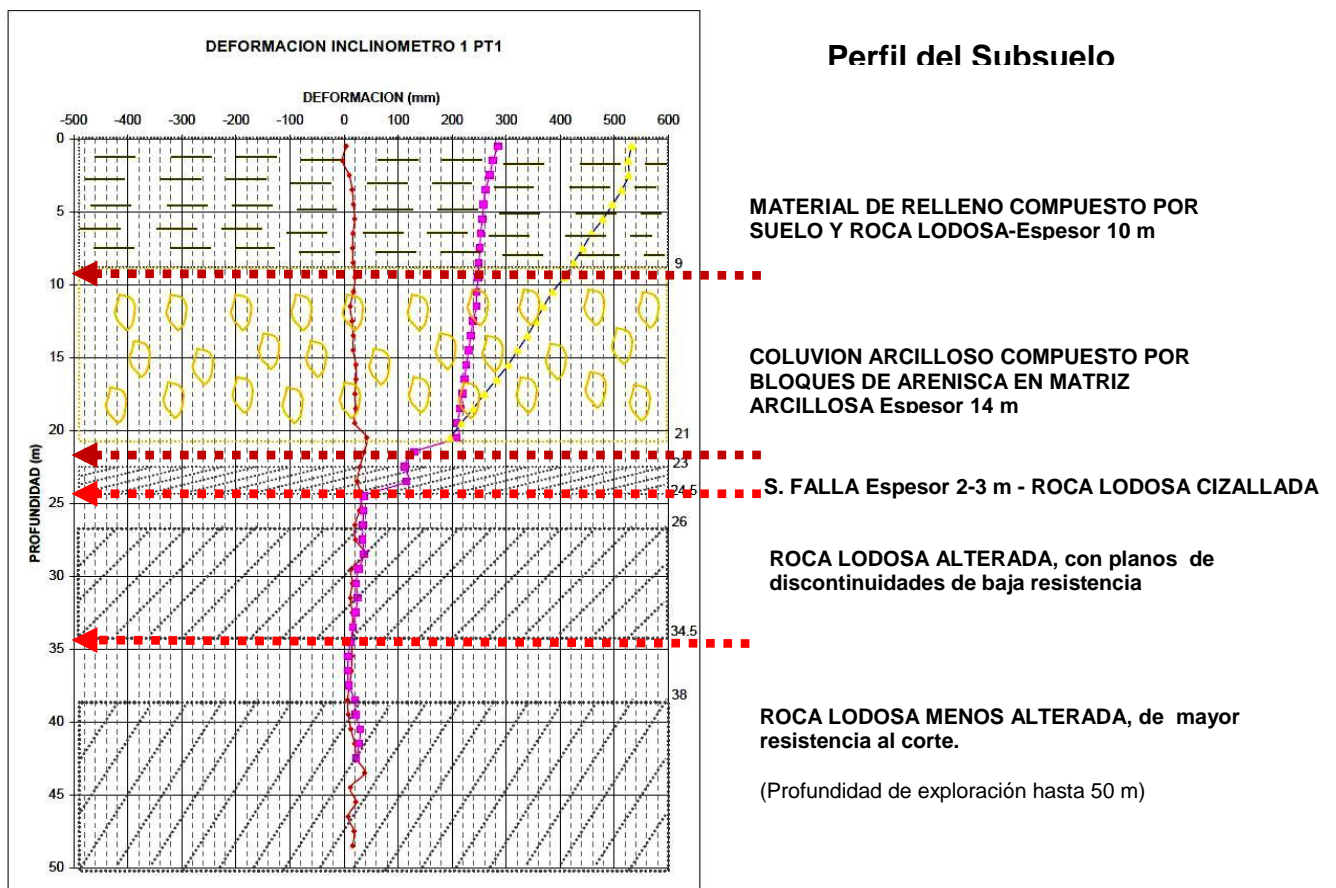 DEFORMACION INCLINOMETRO 1 PT1
DEFORMACION (mm)
-500 -400 -300 -200 -100 0 100 200 300 400 500 600
PROFUNDIDAD (m)
0
5
10
15
20
25
30
35
40
45
50
9
21
23
24.5
26
34.5
38
Perfil del Subsuelo
MATERIAL DE RELLENO COMPUESTO POR
SUELO Y ROCA LODOSA-Espesor 10 m
COLUVION ARCILLOSO COMPUESTO POR
BLOQUES DE ARENISCA EN MATRIZ
ARCILLOSA Espesor 14 m
S. FALLA Espesor 2-3 m - ROCA LODOSA CIZALLADA
ROCA LODOSA ALTERADA, con planos de
discontinuidades de baja resistencia
ROCA LODOSA MENOS ALTERADA, de mayor
resistencia al corte.
(Profundidad de exploración hasta 50 m)